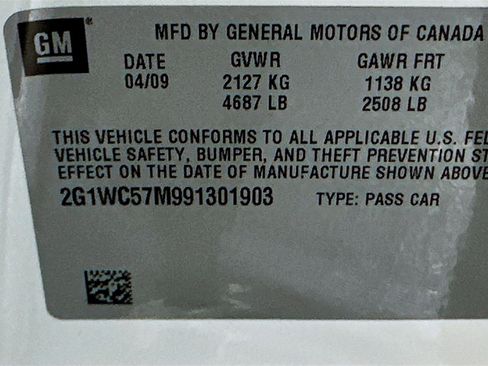 GM
MFD BY GENERAL MOTORS OF CANADA
DATE GVWR GAWR FRT
04/09 2127 KG 1138 KG
4687 LB 2508 LB
THIS VEHICLE CONFORMS TO ALL APPLICABLE U.S. FE
VEHICLE SAFETY, BUMPER, AND THEFT PREVENTION ST
EFFECT ON THE DATE OF MANUFACTURE SHOWN ABOVE
2G1WC57M991301903 TYPE: PASS CAR